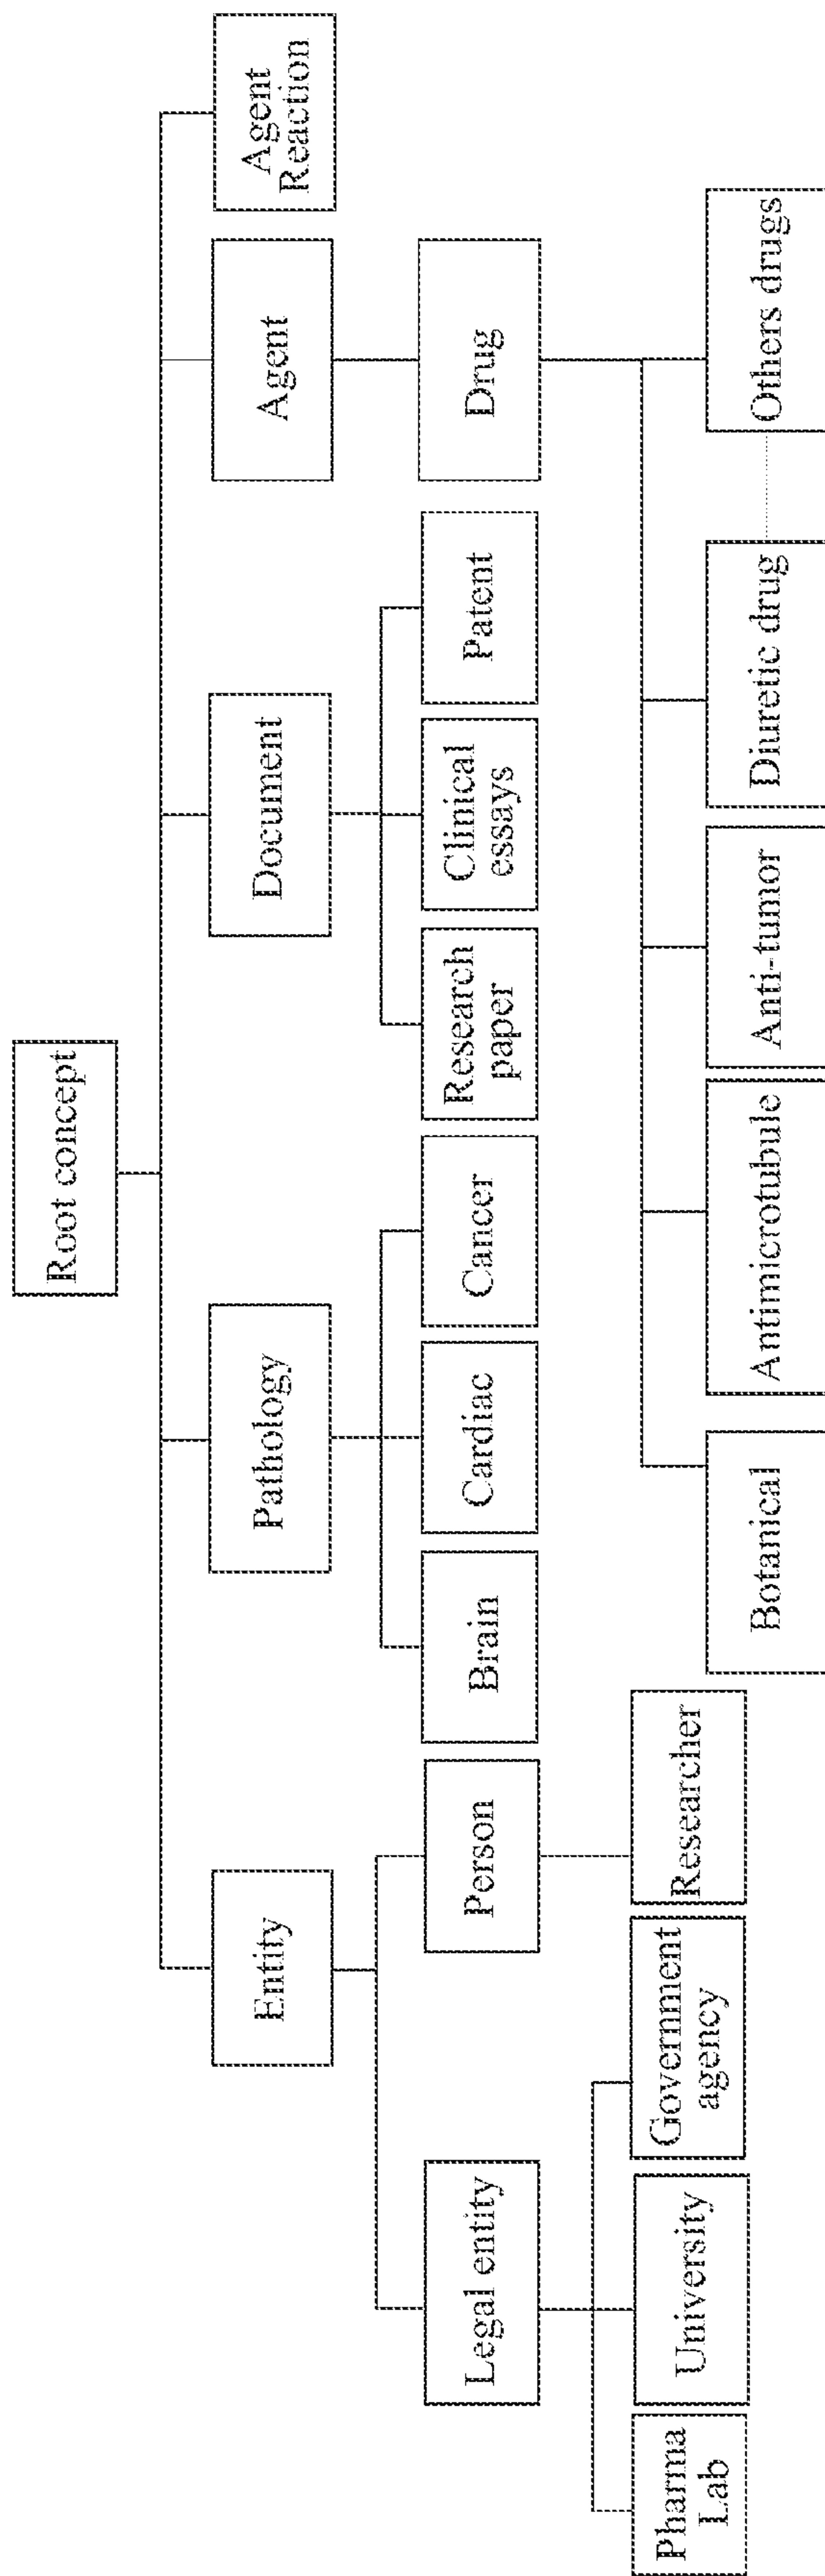 Root concept
Entity
Pathology
Document
Agent
Agent
Reaction
Legal entity
Person
Brain
Cardiac
Cancer
Research
paper
Clinical
essays
Patent
Drug
Pharma
Lab
University
Government
agency
Researcher
Botanical
Antimicrotubule
Anti-tumor
Diuretic drug
Others drugs